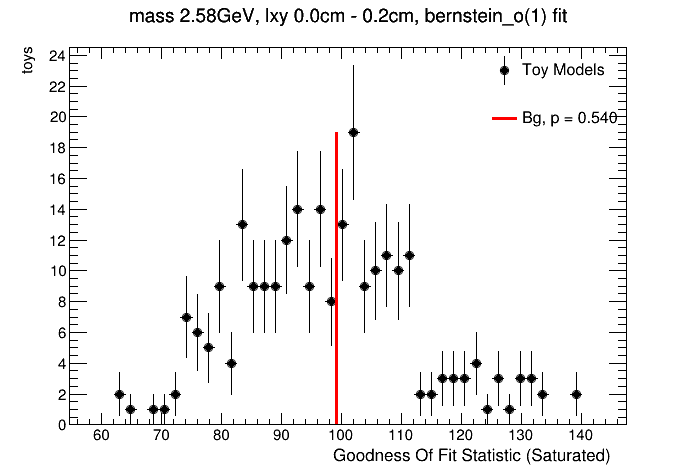 mass 2.58GeV, lxy 0.0cm - 0.2cm, bernstein_o(1) fit
toys
24
22
20
18
16
14
12
10
8
6
4
2
0
Toy Models
Bg, p = 0.540
60 70 80 90 100 110 120 130 140
Goodness Of Fit Statistic (Saturated)